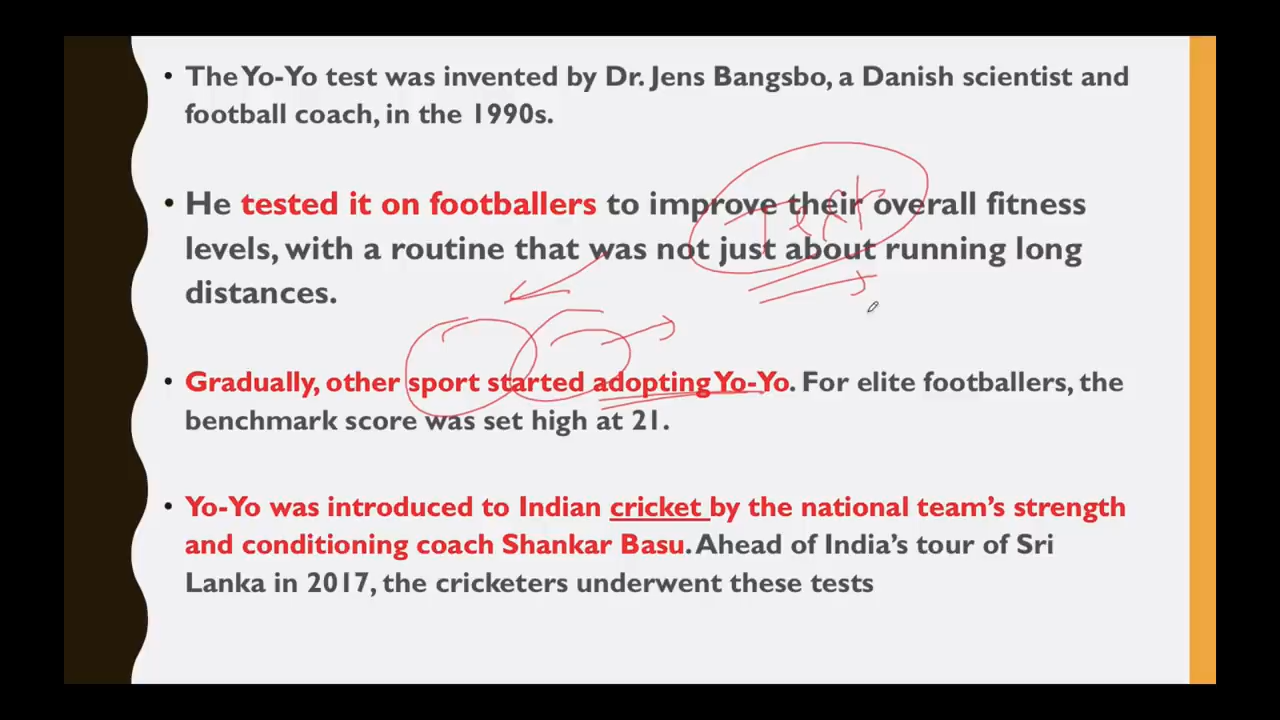 • The Yo-Yo test was invented by Dr. Jens Bangsbo, a Danish scientist and
football coach, in the 1990s.
• He tested it on footballers to improve their overall fitness
levels, with a routine that was not just about running long
distances.
Test
• Gradually, other sport started adopting Yo-Yo. For elite footballers, the
benchmark score was set high at 21.
• Yo-Yo was introduced to Indian cricket by the national team’s strength
and conditioning coach Shankar Basu. Ahead of India’s tour of Sri
Lanka in 2017, the cricketers underwent these tests